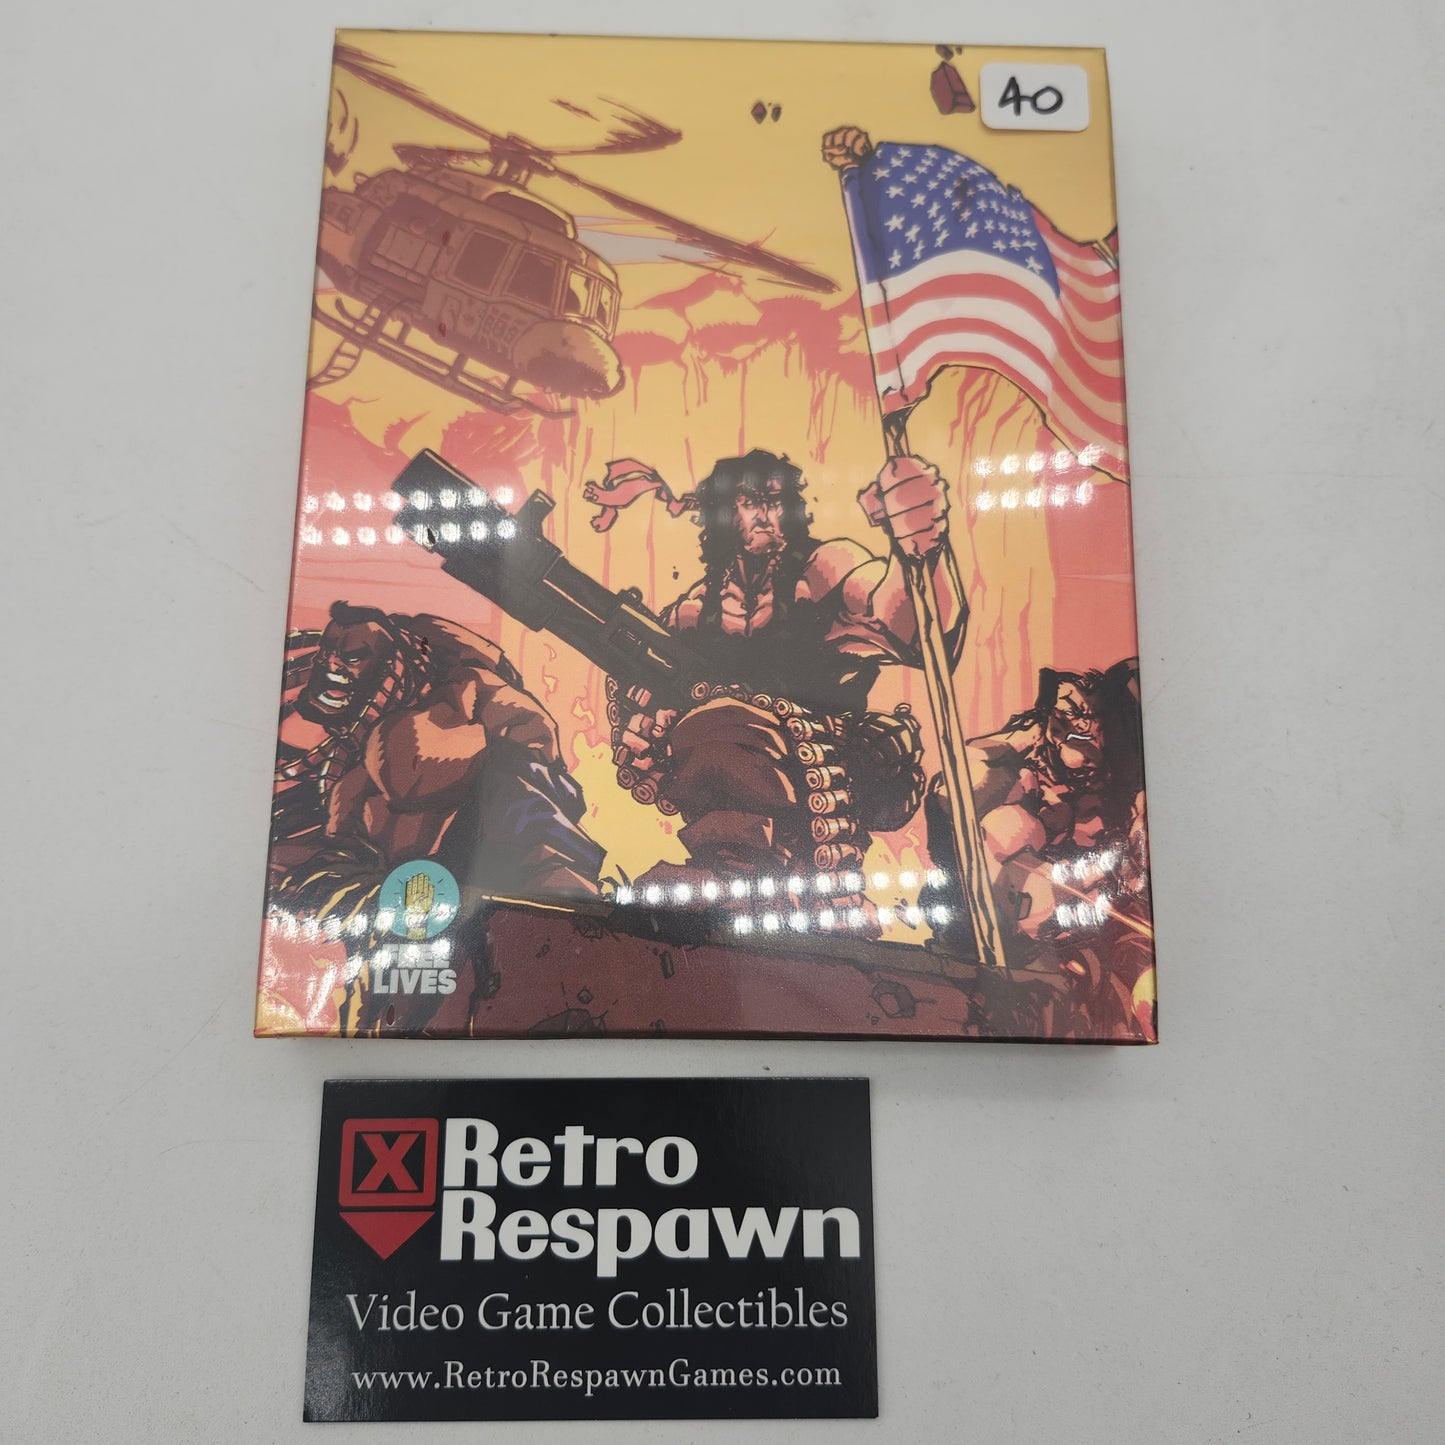 40
FREE
LIVES
X Retro
Respawn
Video Game Collectibles
www.RetroRespawnGames.com